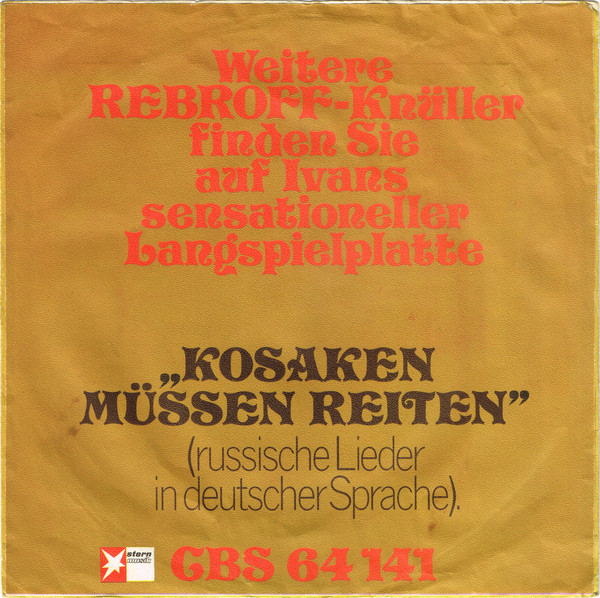 Weitere
REBROFF-Knüller
finden Sie
auf Ivans
sensationeller
Langspielplatte
„KOSAKEN
MÜSSEN REITEN”
(russische Lieder
in deutscher Sprache).
stern
musik
CBS 64 141